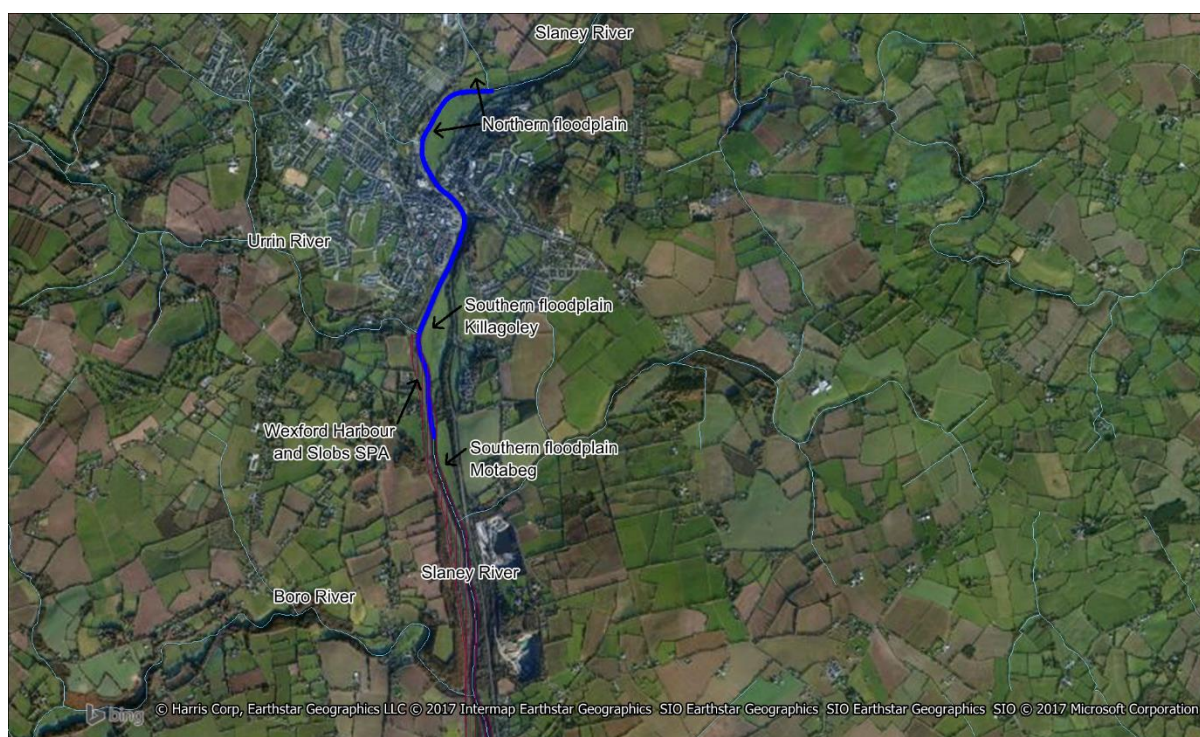 Slaney River
Northern floodplain
Urrin River
Southern floodplain
Killagoley
Wexford Harbour
and Slobs SPA
Southern floodplain
Motabeg
Slaney River
Boro River
bing
© Harris Corp, Earthstar Geographics LLC © 2017 Intermap Earthstar Geographics SIO Earthstar Geographics SIO Earthstar Geographics SIO © 2017 Microsoft Corporation